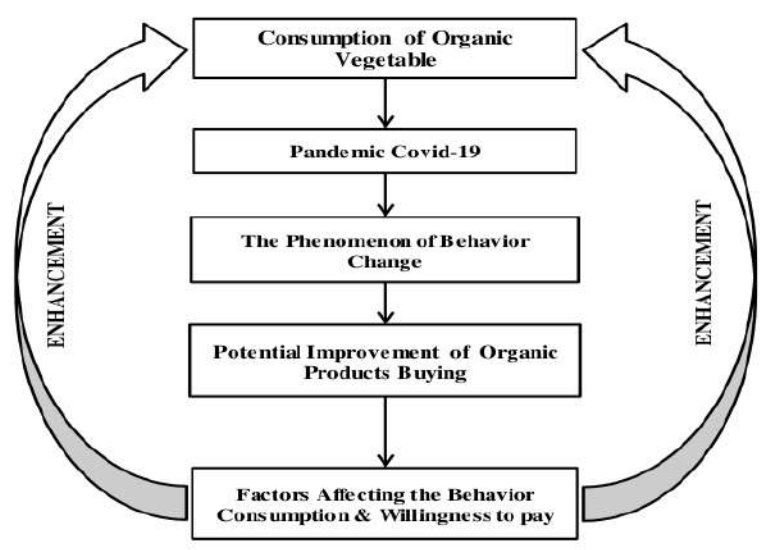 Consumption of Organic
Vegetable
Pandemic Covid-19
The Phenomenon of Behavior
Change
ENHANCEMENT
ENHANCEMENT
Potential Improvement of Organic
Products Buying
Factors Affecting the Behavior
Consumption & Willingness to pay